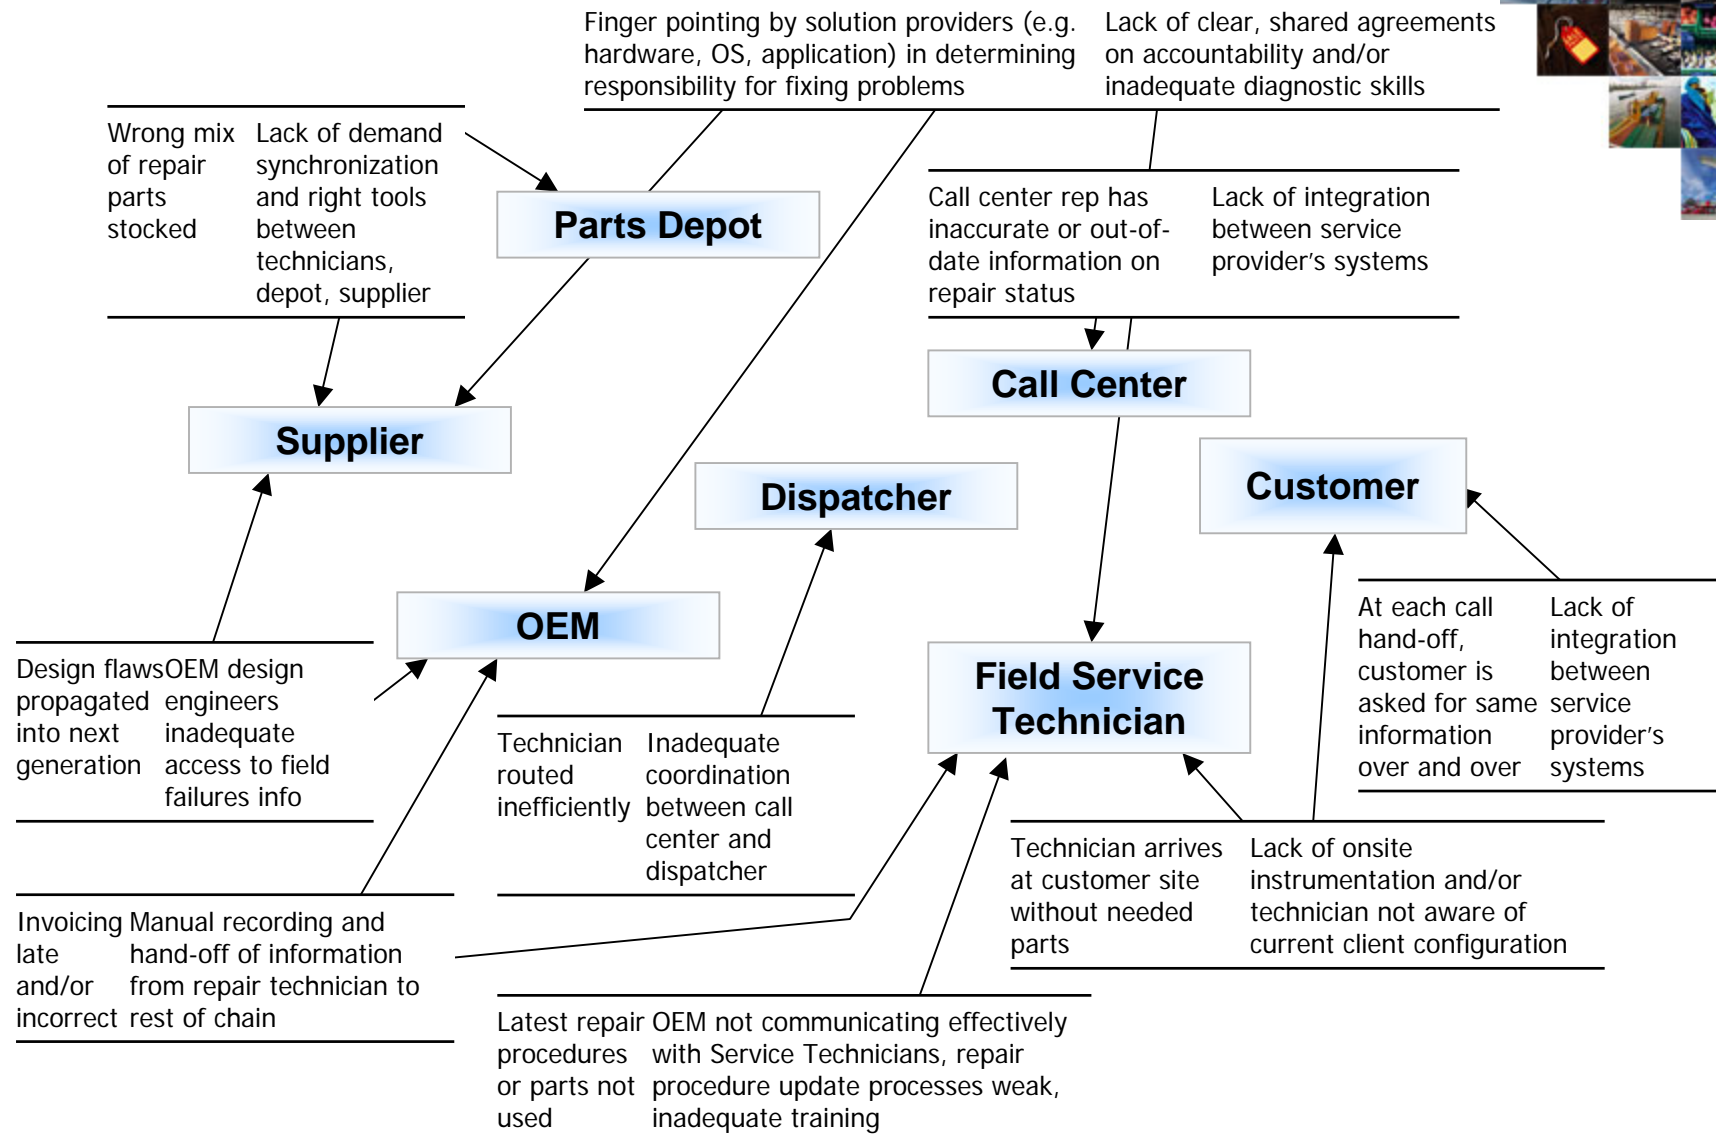 Finger pointing by solution providers (e.g.
hardware, OS, application) in determining
responsibility for fixing problems
Lack of clear, shared agreements
on accountability and/or
inadequate diagnostic skills
Wrong mix
of repair
parts
stocked
Lack of demand
synchronization
and right tools
between
technicians,
depot, supplier
Parts Depot
Call center rep has
inaccurate or out-of-
date information on
repair status
Lack of integration
between service
provider's systems
Call Center
Supplier
Dispatcher
Customer
OEM
Field Service
Technician
At each call
hand-off,
customer is
asked for same
information
over and over
Lack of
integration
between
service
provider's
systems
Design flaws
propagated
into next
generation
OEM design
engineers
inadequate
access to field
failures info
Technician
routed
inefficiently
Inadequate
coordination
between call
center and
dispatcher
Technician arrives
at customer site
without needed
parts
Lack of onsite
instrumentation and/or
technician not aware of
current client configuration
Invoicing
late
and/or
incorrect
Manual recording and
hand-off of information
from repair technician to
rest of chain
Latest repair
procedures
or parts not
used
OEM not communicating effectively
with Service Technicians, repair
procedure update processes weak,
inadequate training